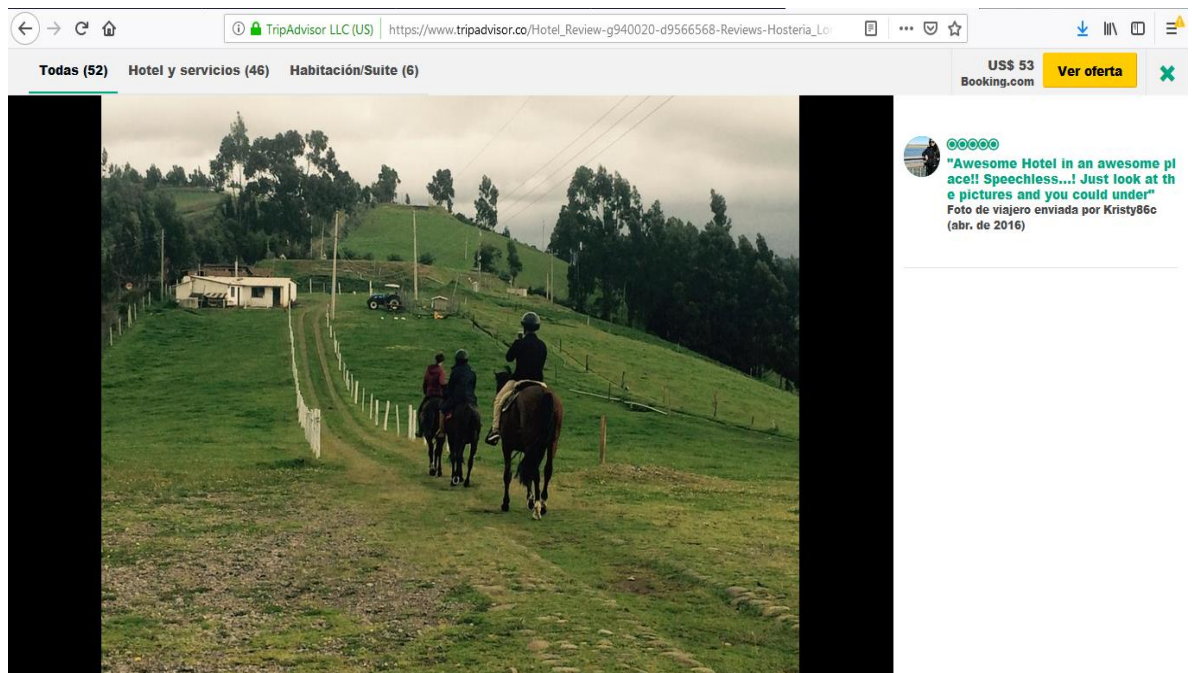 TripAdvisor LLC (US) https://www.tripadvisor.co/Hotel_Review-g940020-d9566568-Reviews-Hosteria_Lo
Todas (52) Hotel y servicios (46) Habitación/Suite (6)
US$ 53
Booking.com
Ver oferta
"Awesome Hotel in an awesome pl
ace!! Speechless...! Just look at th
e pictures and you could under"
Foto de viajero enviada por Kristy86c
(abr. de 2016)